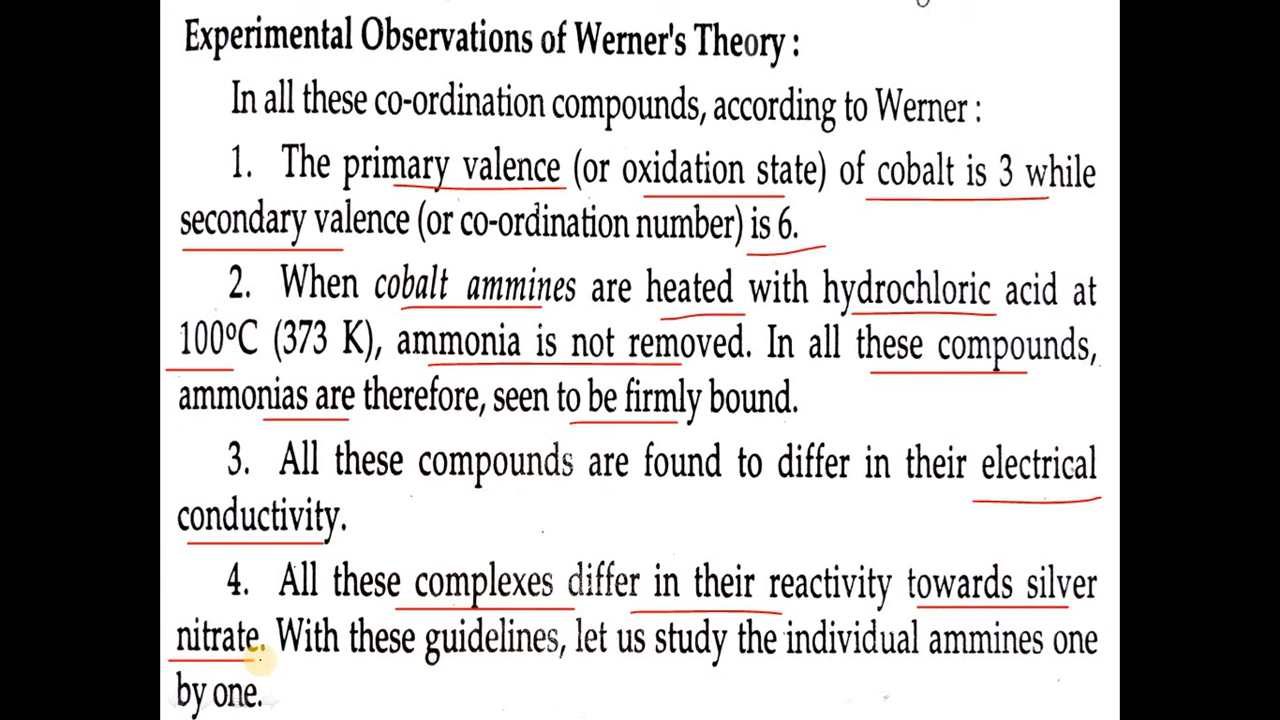 Experimental Observations of Werner's Theory :
In all these co-ordination compounds, according to Werner :
1. The primary valence (or oxidation state) of cobalt is 3 while
secondary valence (or co-ordination number) is 6.
2. When cobalt ammines are heated with hydrochloric acid at
100ºC (373 K), ammonia is not removed. In all these compounds,
ammonias are therefore, seen to be firmly bound.
3. All these compounds are found to differ in their electrical
conductivity.
4. All these complexes differ in their reactivity towards silver
nitrate. With these guidelines, let us study the individual ammines one
by one.